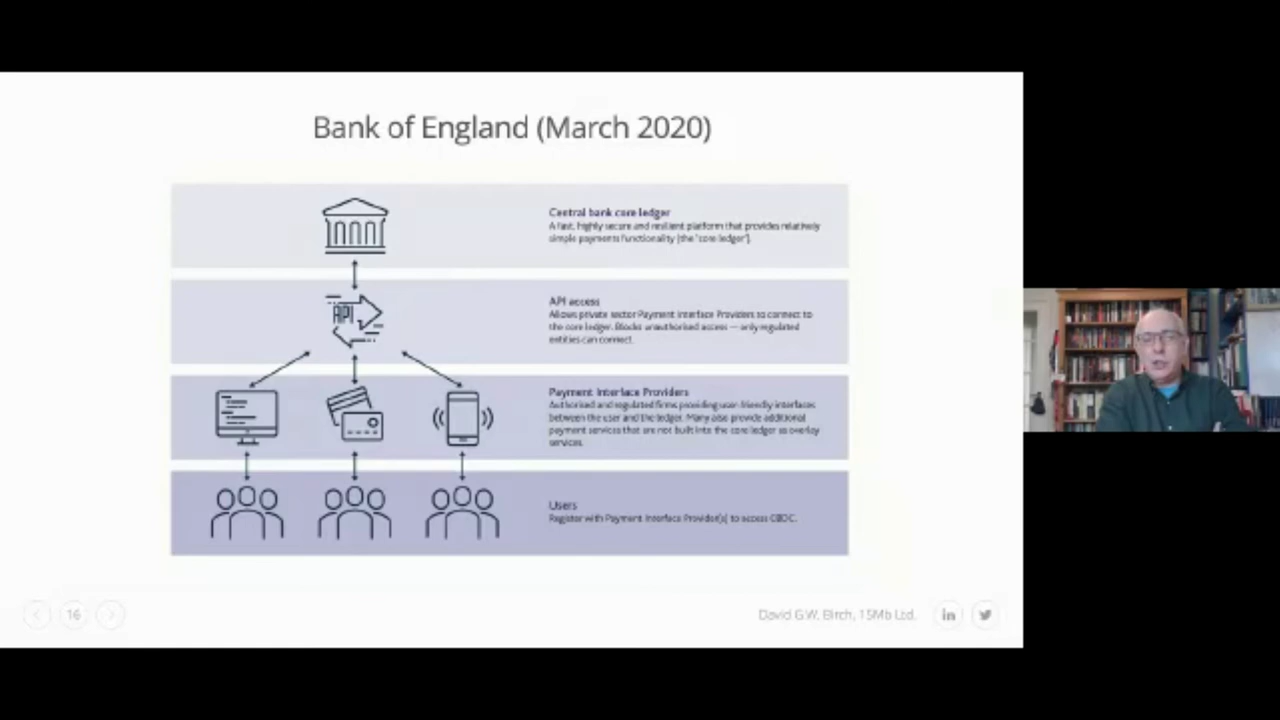 Bank of England (March 2020)
Central bank core ledger
A fast, highly secure and resilient platform that provides relatively
simple payments functionality (the 'core ledger').
API
API access
Allows private sector Payment Interface Providers to connect to
the core ledger. Blocks unauthorised access — only regulated
entities can connect.
Payment Interface Providers
Authorised and regulated firms providing user-friendly interfaces
between the user and the ledger. Many also provide additional
payment services that are not built into the core ledger as overlay
services.
Users
Register with Payment Interface Provider(s) to access CBDC.
16
David G.W. Birch, 15Mb Ltd.
in